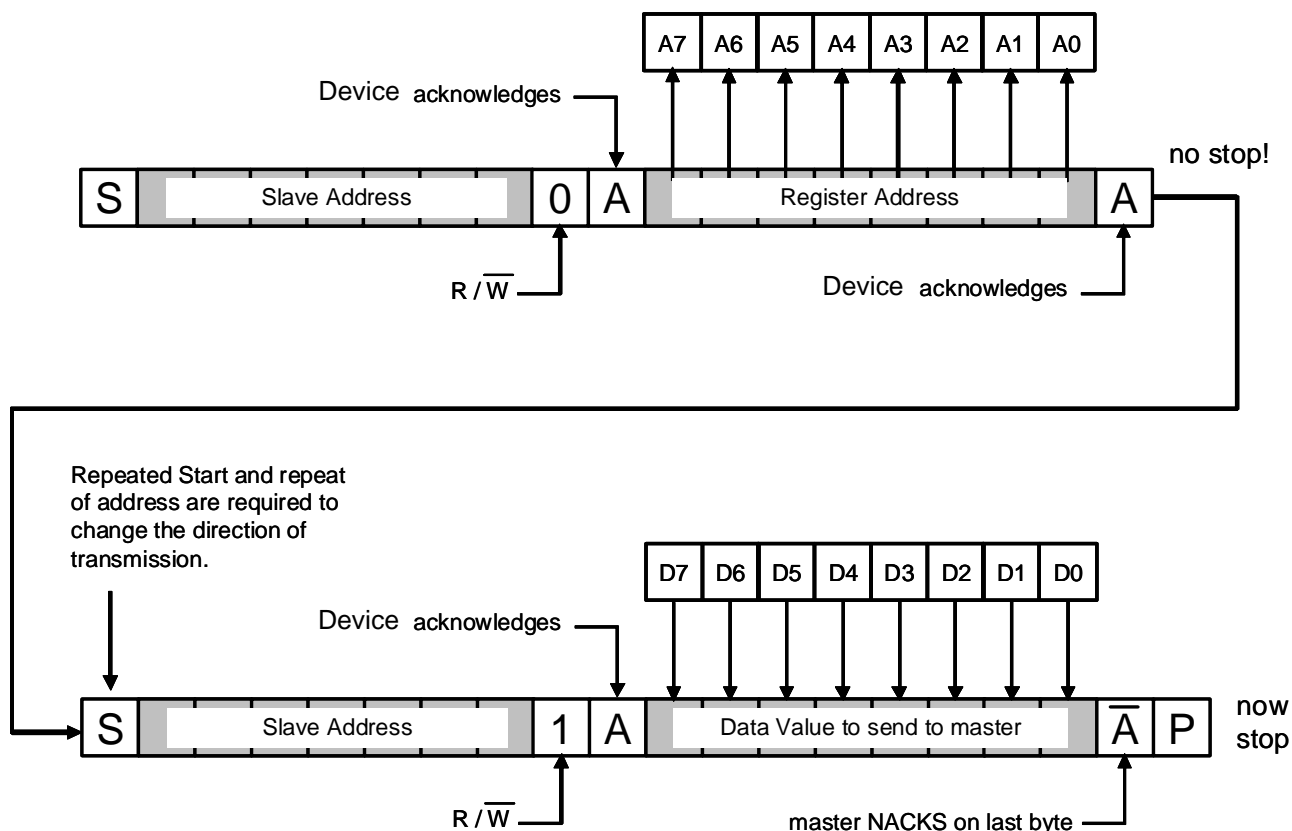 A7 A6 A5 A4 A3 A2 A1 A0
Device acknowledges
no stop!
S Slave Address 0 A Register Address A
R / W̅
Device acknowledges
Repeated Start and repeat
of address are required to
change the direction of
transmission.
D7 D6 D5 D4 D3 D2 D1 D0
Device acknowledges
S Slave Address 1 A Data Value to send to master A̅ P
now
stop
R / W̅
master NACKS on last byte